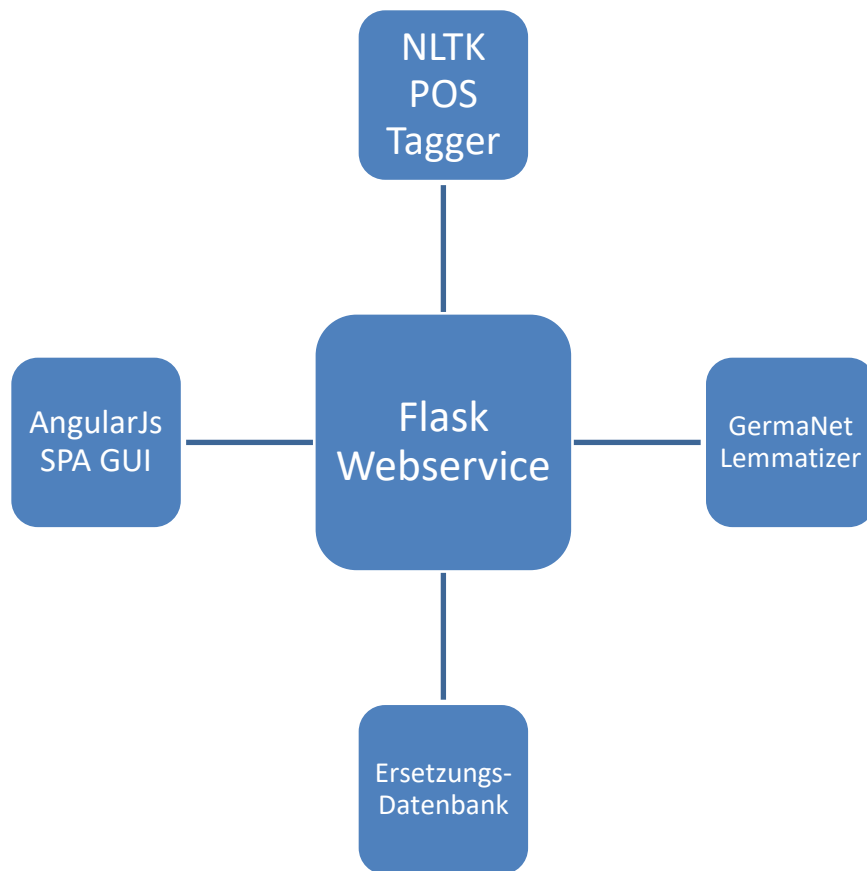 NLTK
POS
Tagger
AngularJs
SPA GUI
Flask
Webservice
GermaNet
Lemmatizer
Ersetzungs-
Datenbank